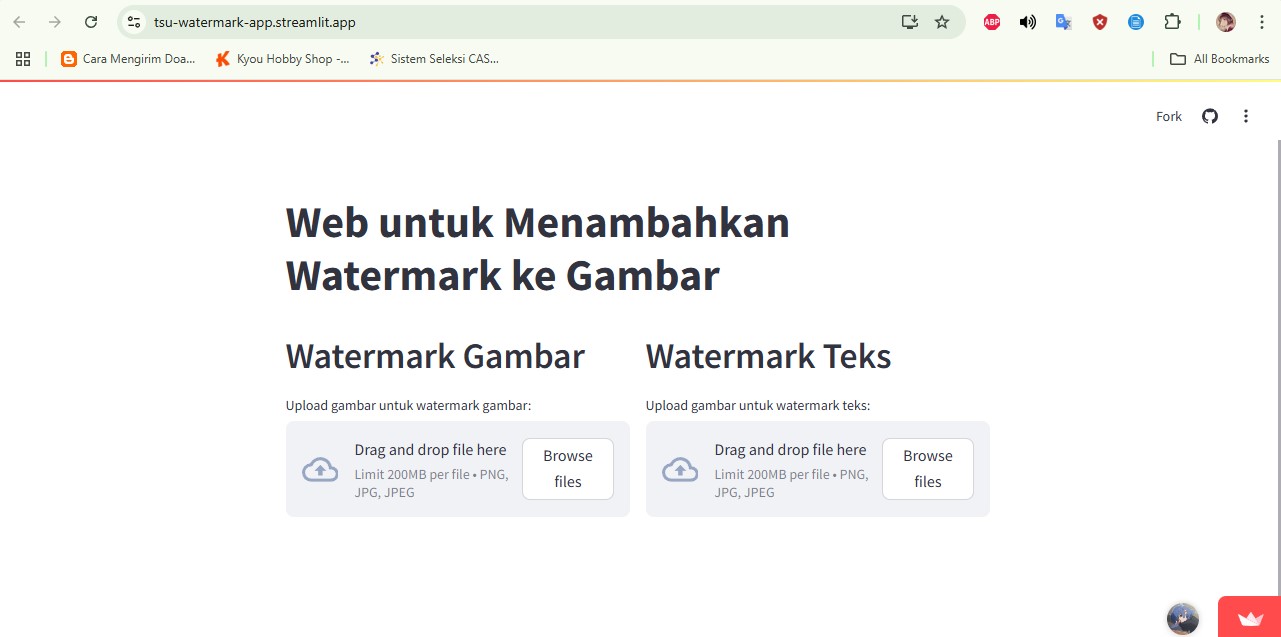 tsu-watermark-app.streamlit.app
ABP
Cara Mengirim Doa...
Kyou Hobby Shop -...
Sistem Seleksi CAS...
All Bookmarks
Fork
Web untuk Menambahkan
Watermark ke Gambar
Watermark Gambar
Upload gambar untuk watermark gambar:
Drag and drop file here
Limit 200MB per file • PNG,
JPG, JPEG
Browse
files
Watermark Teks
Upload gambar untuk watermark teks:
Drag and drop file here
Limit 200MB per file • PNG,
JPG, JPEG
Browse
files